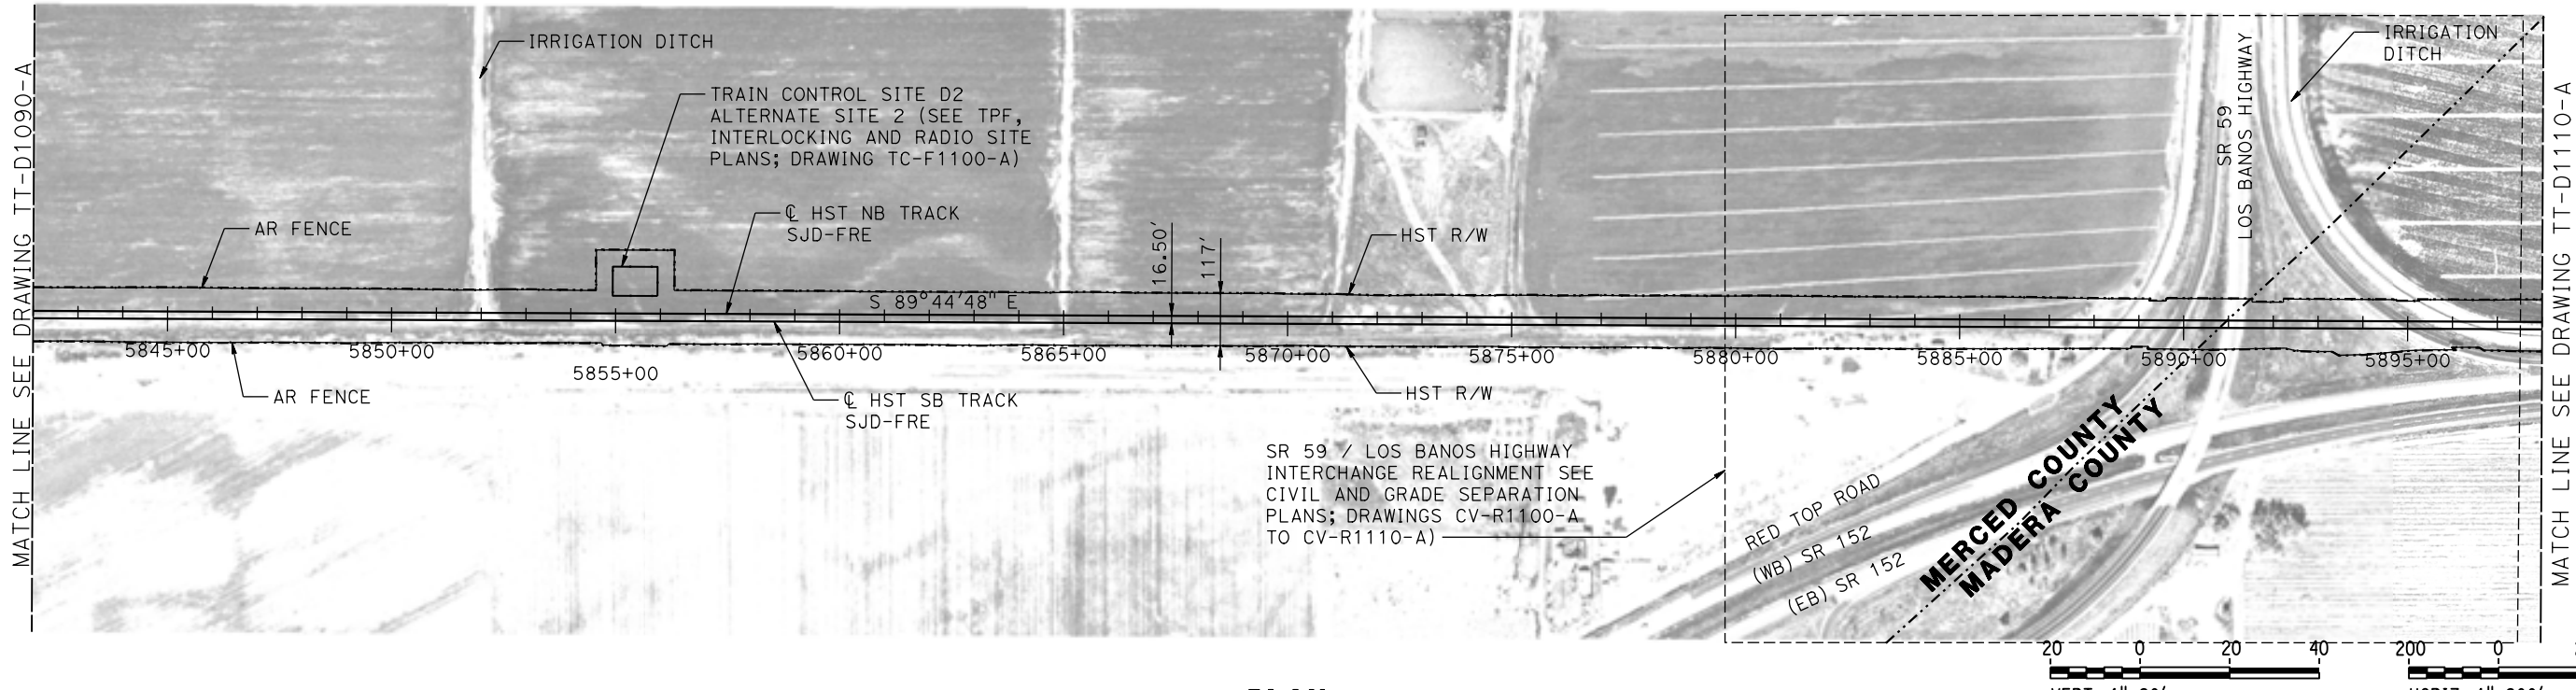 MATCH LINE SEE DRAWING TT-D1090-A
IRRIGATION DITCH
TRAIN CONTROL SITE D2
ALTERNATE SITE 2 (SEE TPF,
INTERLOCKING AND RADIO SITE
PLANS; DRAWING TC-F1100-A)
AR FENCE
℄ HST NB TRACK
SJD-FRE
S 89°44'48" E
16.50'
117'
HST R/W
SR 59
LOS BANOS HIGHWAY
IRRIGATION
DITCH
MATCH LINE SEE DRAWING TT-D1110-A
5845+00
5850+00
5855+00
5860+00
5865+00
5870+00
5875+00
5880+00
5885+00
5890+00
5895+00
AR FENCE
℄ HST SB TRACK
SJD-FRE
HST R/W
SR 59 / LOS BANOS HIGHWAY
INTERCHANGE REALIGNMENT SEE
CIVIL AND GRADE SEPARATION
PLANS; DRAWINGS CV-R1100-A
TO CV-R1110-A)
RED TOP ROAD
(WB) SR 152
(EB) SR 152
MERCED COUNTY
MADERA COUNTY
20 0 20 40
200 0